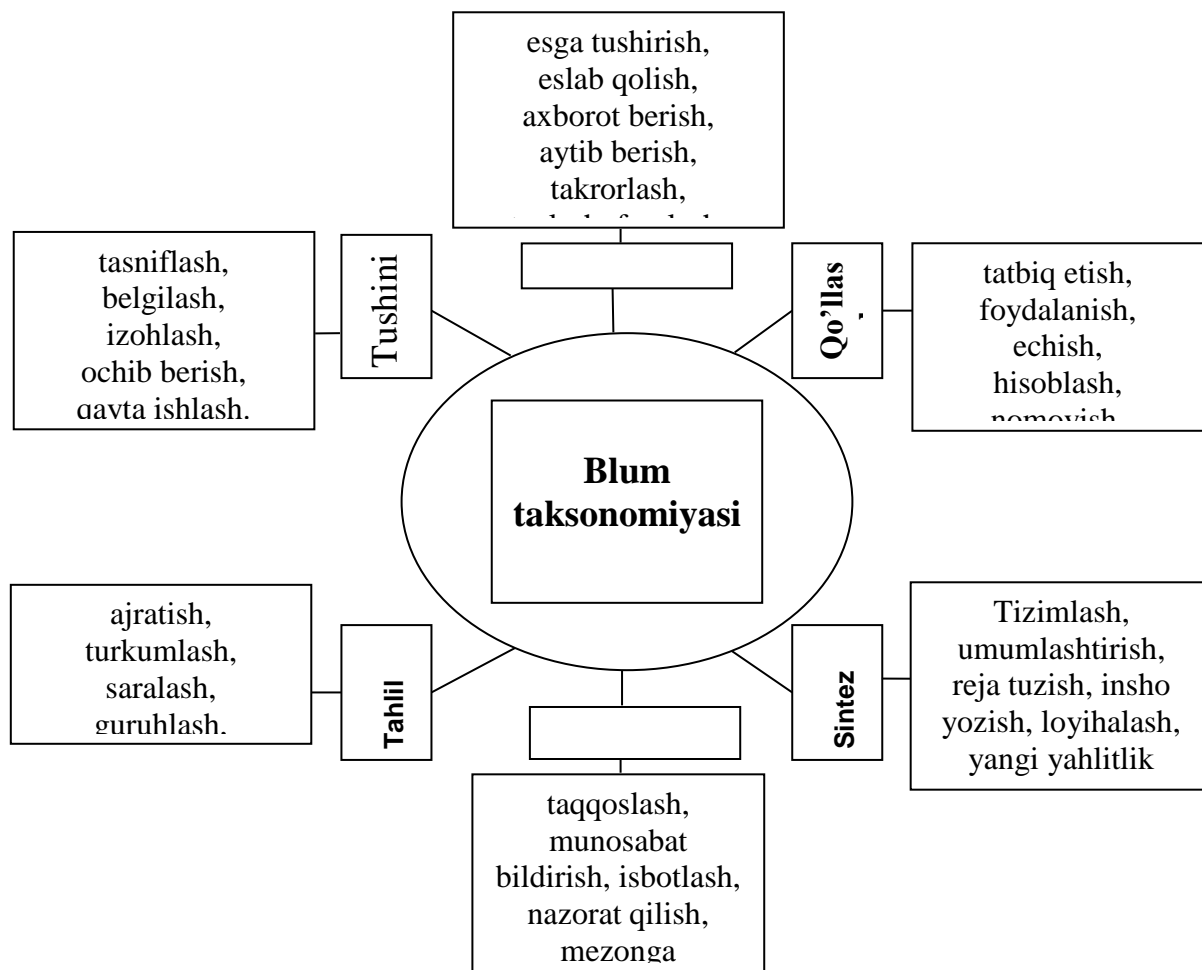 esga tushirish,
eslab qolish,
axborot berish,
aytib berish,
takrorlash,
Tushini
tasniflash,
belgilash,
izohlash,
ochib berish,
qayta ishlash.
Qo’llas
tatbiq etish,
foydalanish,
echish,
hisoblash,
nomoyish
Blum
taksonomiyasi
Tahlil
ajratish,
turkumlash,
saralash,
guruhlash,
Sintez
Tizimlash,
umumlashtirish,
reja tuzish, insho
yozish, loyihalash,
yangi yahlitlik
taqqoslash,
munosabat
bildirish, isbotlash,
nazorat qilish,
mezonga